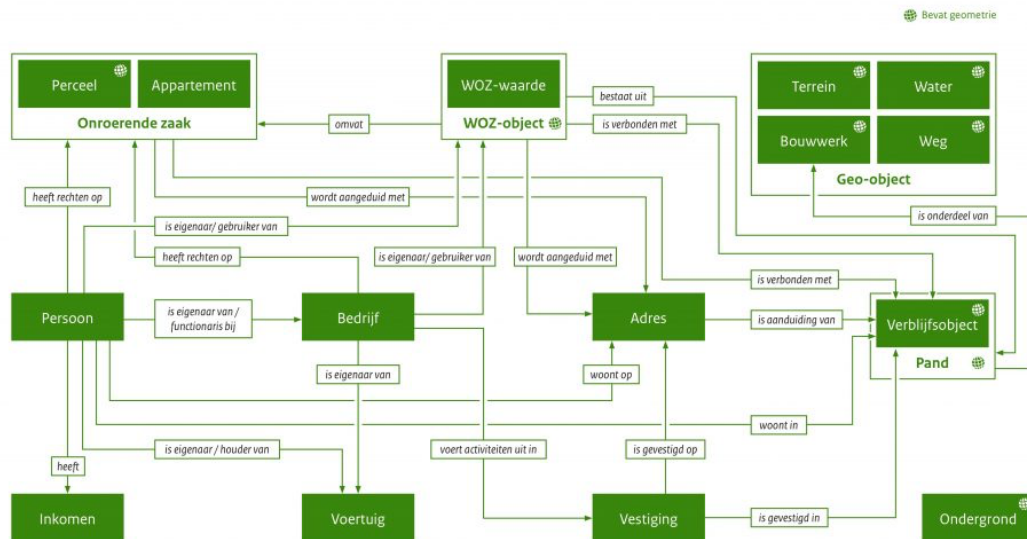 Bevat geometrie
Perceel
Appartement
Onroerende zaak
WOZ-waarde
WOZ-object
omvat
bestaat uit
is verbonden met
Terrein
Water
Bouwwerk
Weg
Geo-object
heeft rechten op
wordt aangeduid met
is eigenaar/ gebruiker van
heeft rechten op
is eigenaar/ gebruiker van
wordt aangeduid met
is onderdeel van
is verbonden met
Persoon
is eigenaar van /
functionaris bij
Bedrijf
Adres
is aanduiding van
Verblijfsobject
Pand
is eigenaar van
woont op
woont in
is eigenaar / houder van
voert activiteiten uit in
is gevestigd op
heeft
Inkomen
Voertuig
Vestiging
is gevestigd in
Ondergrond